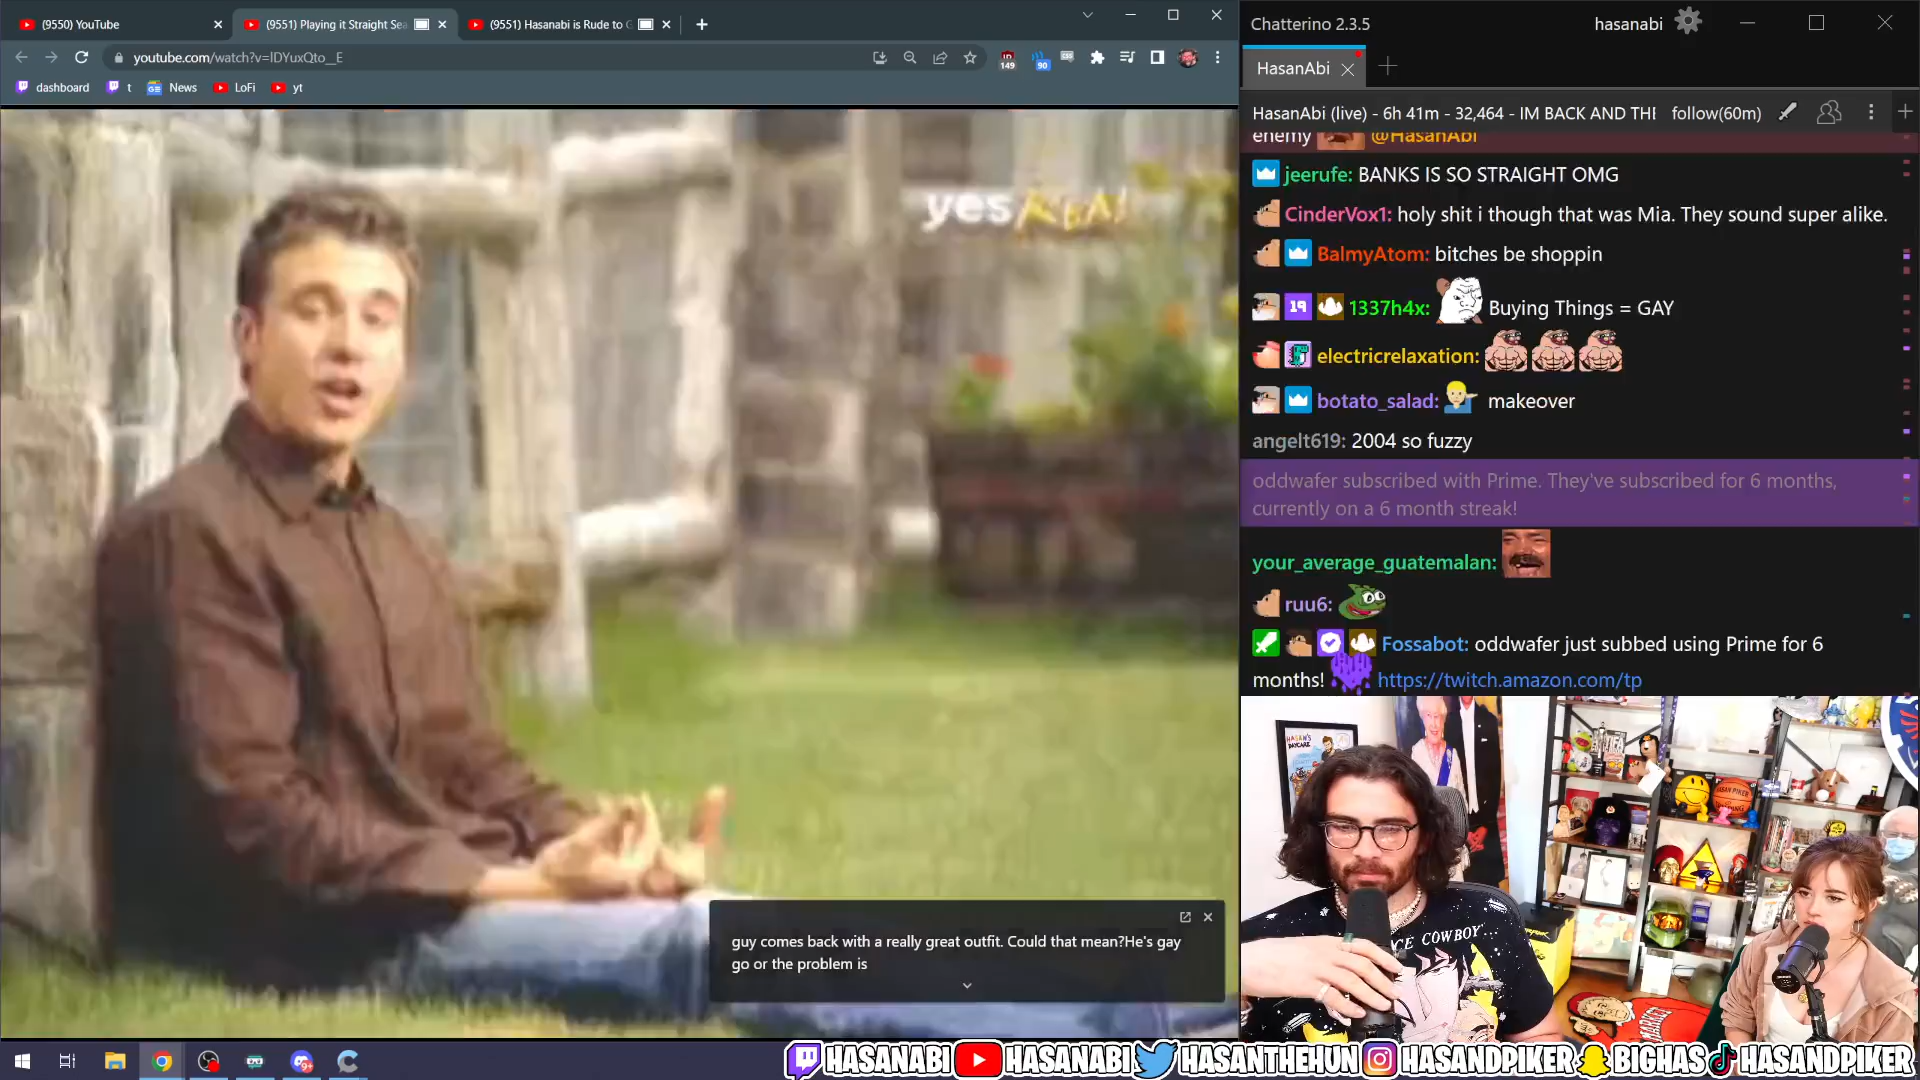 (9550) YouTube
(9551) Playing it Straight Sea
(9551) Hasanabi is Rude to G
youtube.com/watch?v=lDYuxQto__E
149
90
dashboard
t
News
LoFi
yt
yes
guy comes back with a really great outfit. Could that mean?He's gay
go or the problem is
Chatterino 2.3.5
hasanabi
HasanAbi
HasanAbi (live) - 6h 41m - 32,464 - IM BACK AND THE
follow(60m)
enemy @HasanAbi
jeerufe: BANKS IS SO STRAIGHT OMG
CinderVox1: holy shit i though that was Mia. They sound super alike.
BalmyAtom: bitches be shoppin
19 1337h4x: Buying Things = GAY
electricrelaxation:
botato_salad: makeover
angelt619: 2004 so fuzzy
oddwafer subscribed with Prime. They've subscribed for 6 months,
currently on a 6 month streak!
your_average_guatemalan:
ruu6:
Fossabot: oddwafer just subbed using Prime for 6
months! https://twitch.amazon.com/tp
HASAN'S
DAYCARE
COWBOY
HASANABI HASANABI HASANTHEHUN HASANDPIKER BIGHAS HASANDPIKER